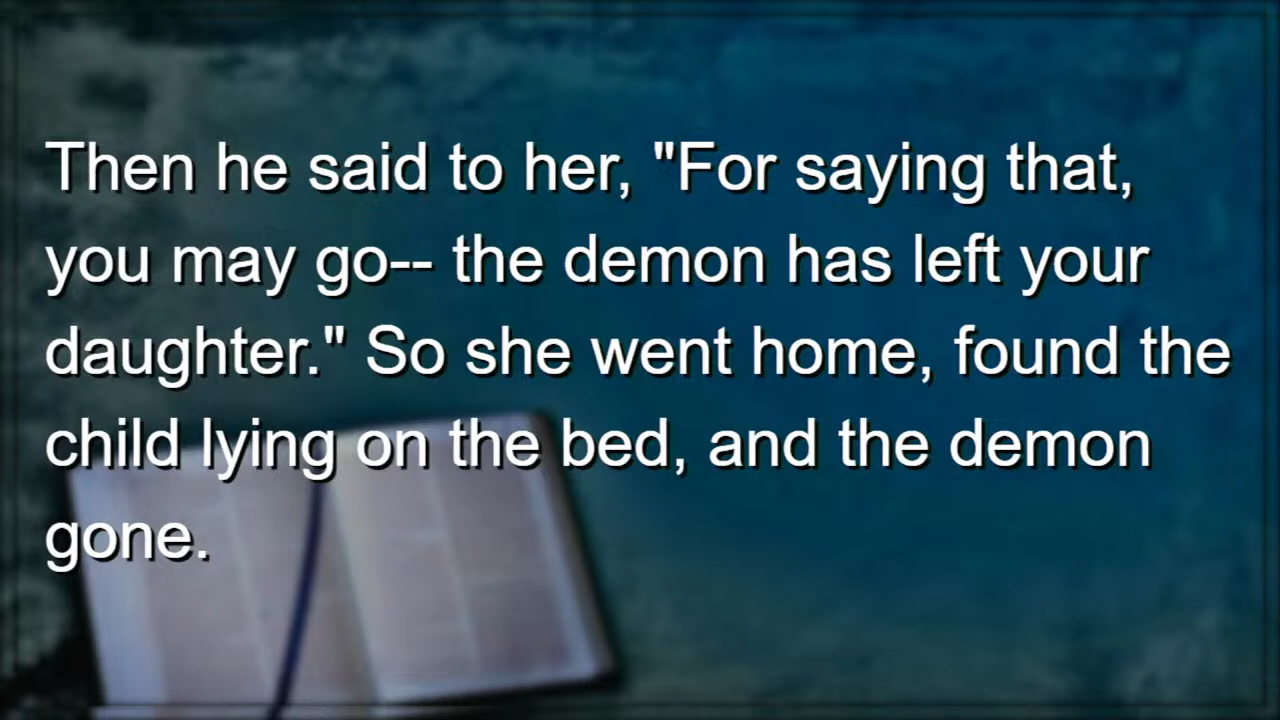 Then he said to her, "For saying that,
you may go-- the demon has left your
daughter." So she went home, found the
child lying on the bed, and the demon
gone.